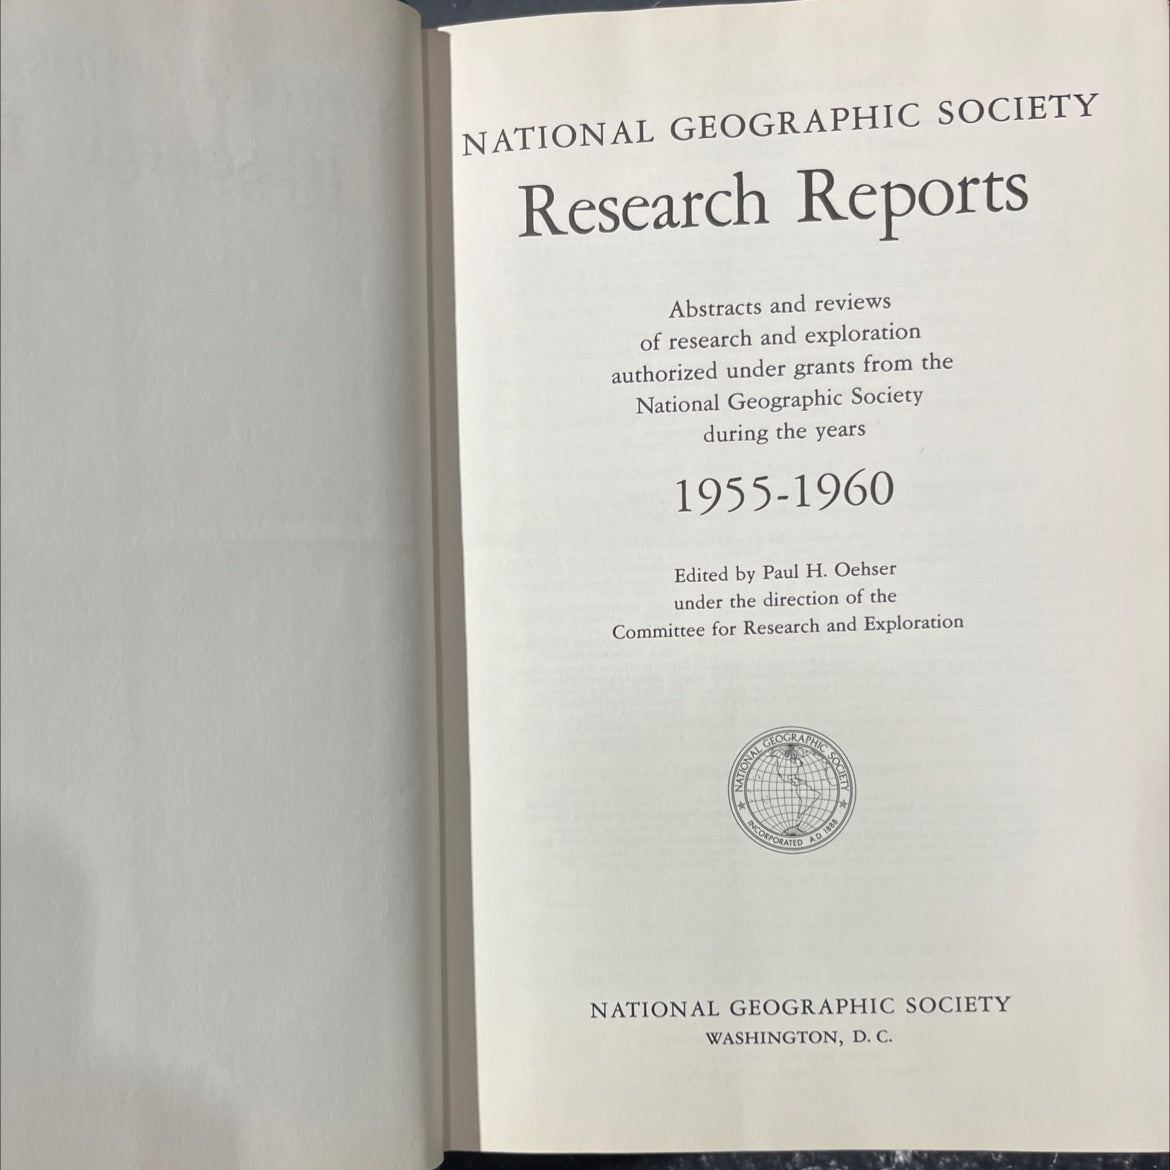 NATIONAL GEOGRAPHIC SOCIETY
Research Reports
Abstracts and reviews
of research and exploration
authorized under grants from the
National Geographic Society
during the years
1955-1960
Edited by Paul H. Oehser
under the direction of the
Committee for Research and Exploration
NATIONAL GEOGRAPHIC SOCIETY
INCORPORATED A.D. 1888
NATIONAL GEOGRAPHIC SOCIETY
WASHINGTON, D. C.